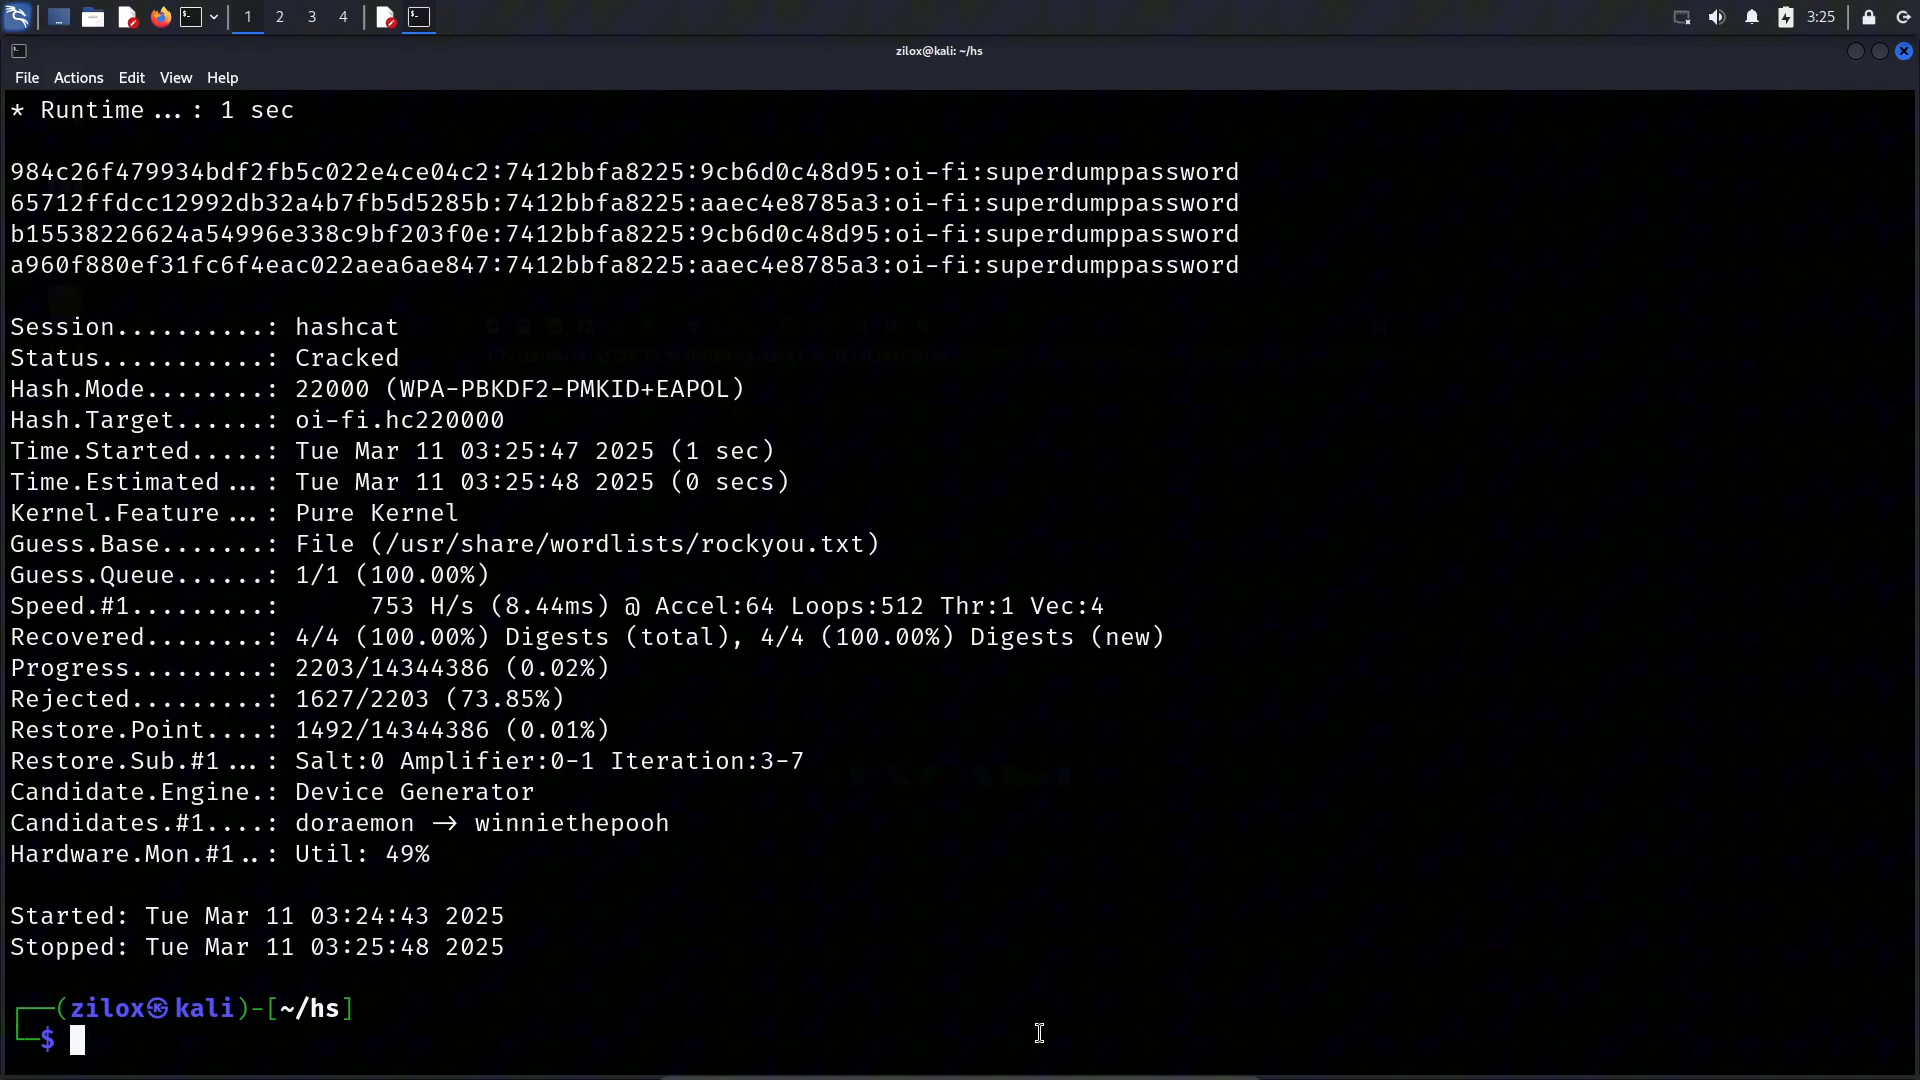 1 2 3 4 3:25
zilox@kali: ~/hs
File Actions Edit View Help
* Runtime...: 1 sec
984c26f479934bdf2fb5c022e4ce04c2:7412bbfa8225:9cb6d0c48d95:oi-fi:superdumppassword
65712ffdcc12992db32a4b7fb5d5285b:7412bbfa8225:aaec4e8785a3:oi-fi:superdumppassword
b15538226624a54996e338c9bf203f0e:7412bbfa8225:9cb6d0c48d95:oi-fi:superdumppassword
a960f880ef31fc6f4eac022aea6ae847:7412bbfa8225:aaec4e8785a3:oi-fi:superdumppassword
Session..........: hashcat
Status...........: Cracked
Hash.Mode........: 22000 (WPA-PBKDF2-PMKID+EAPOL)
Hash.Target......: oi-fi.hc220000
Time.Started.....: Tue Mar 11 03:25:47 2025 (1 sec)
Time.Estimated...: Tue Mar 11 03:25:48 2025 (0 secs)
Kernel.Feature...: Pure Kernel
Guess.Base.......: File (/usr/share/wordlists/rockyou.txt)
Guess.Queue......: 1/1 (100.00%)
Speed.#1.........: 753 H/s (8.44ms) @ Accel:64 Loops:512 Thr:1 Vec:4
Recovered........: 4/4 (100.00%) Digests (total), 4/4 (100.00%) Digests (new)
Progress.........: 2203/14344386 (0.02%)
Rejected.........: 1627/2203 (73.85%)
Restore.Point....: 1492/14344386 (0.01%)
Restore.Sub.#1...: Salt:0 Amplifier:0-1 Iteration:3-7
Candidate.Engine.: Device Generator
Candidates.#1....: doraemon -> winniethepooh
Hardware.Mon.#1..: Util: 49%
Started: Tue Mar 11 03:24:43 2025
Stopped: Tue Mar 11 03:25:48 2025
┌──(zilox㉿kali)-[~/hs]
└─$